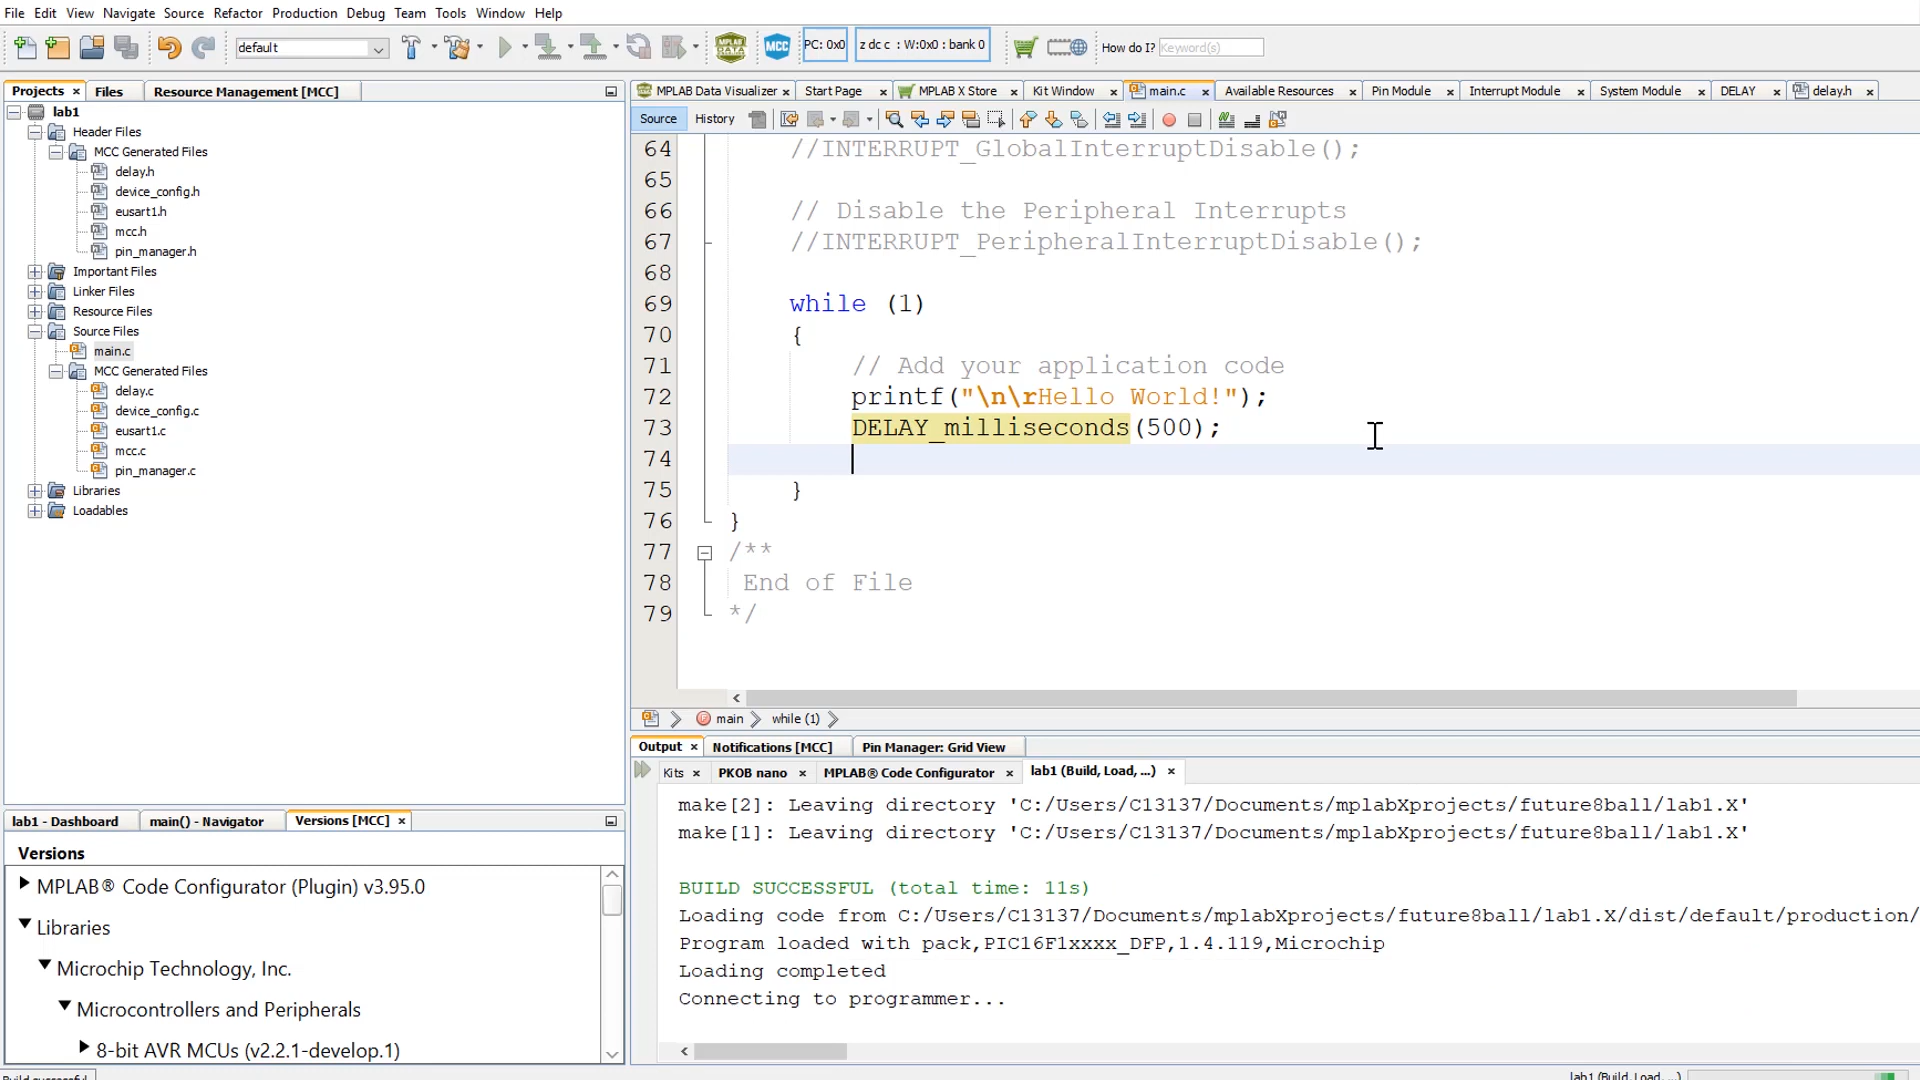 File Edit View Navigate Source Refactor Production Debug Team Tools Window Help
default
MCC
PC: 0x0
z dc c : W:0x0 : bank 0
How do I? Keyword(s)
Projects Files Resource Management [MCC]
lab1
Header Files
MCC Generated Files
delay.h
device_config.h
eusart1.h
mcc.h
pin_manager.h
Important Files
Linker Files
Resource Files
Source Files
main.c
MCC Generated Files
delay.c
device_config.c
eusart1.c
mcc.c
pin_manager.c
Libraries
Loadables
lab1 - Dashboard main() - Navigator Versions [MCC]
Versions
MPLAB® Code Configurator (Plugin) v3.95.0
Libraries
Microchip Technology, Inc.
Microcontrollers and Peripherals
8-bit AVR MCUs (v2.2.1-develop.1)
MPLAB Data Visualizer Start Page MPLAB X Store Kit Window main.c Available Resources Pin Module Interrupt Module System Module DELAY delay.h
Source History
64 //INTERRUPT_GlobalInterruptDisable();
65
66 // Disable the Peripheral Interrupts
67 //INTERRUPT_PeripheralInterruptDisable();
68
69 while (1)
70 {
71 // Add your application code
72 printf("\n\rHello World!");
73 DELAY_milliseconds(500);
74
75 }
76 }
77 /**
78 End of File
79 */
main while (1)
Output Notifications [MCC] Pin Manager: Grid View
Kits PKOB nano MPLAB® Code Configurator lab1 (Build, Load, ...)
make[2]: Leaving directory 'C:/Users/C13137/Documents/mplabXprojects/future8ball/lab1.X'
make[1]: Leaving directory 'C:/Users/C13137/Documents/mplabXprojects/future8ball/lab1.X'
BUILD SUCCESSFUL (total time: 11s)
Loading code from C:/Users/C13137/Documents/mplabXprojects/future8ball/lab1.X/dist/default/production/
Program loaded with pack,PIC16F1xxxx_DFP,1.4.119,Microchip
Loading completed
Connecting to programmer...
Build successful
lab1 (Build, Load, ...)